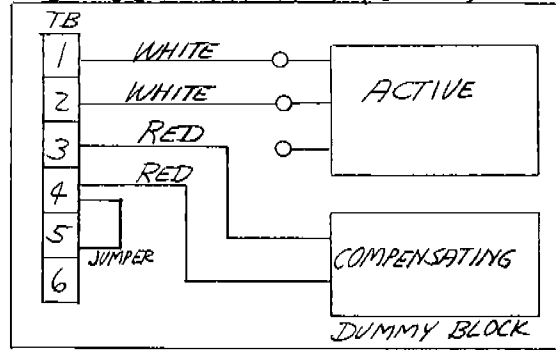 TB
1 WHITE
ACTIVE
2 WHITE
3 RED
4 RED
5
JUMPER
6
COMPENSATING
DUMMY BLOCK